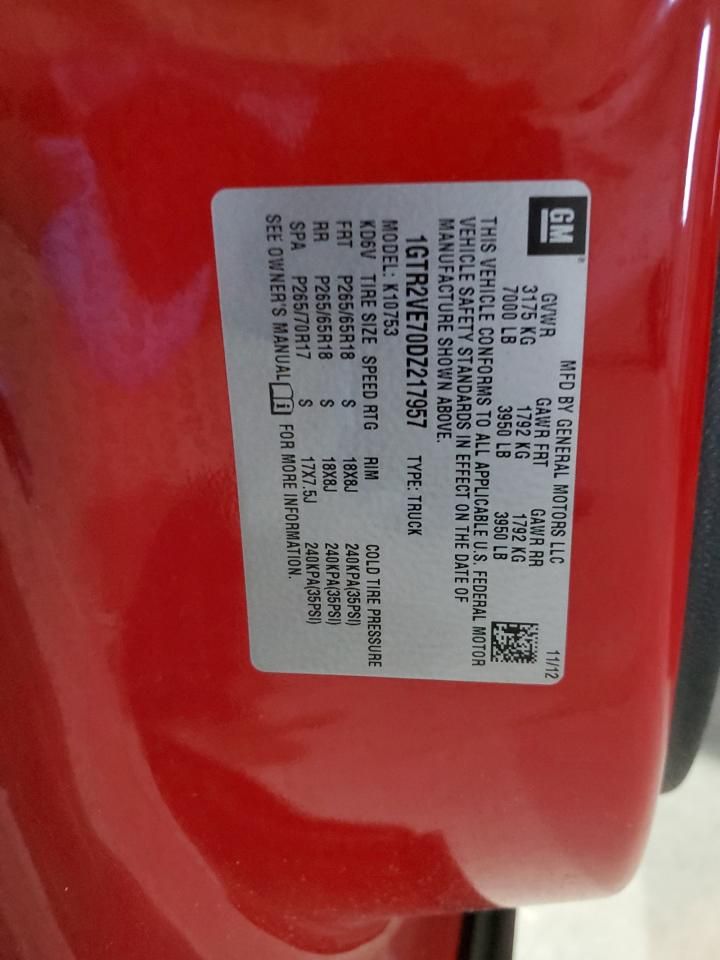 GM
MFD BY GENERAL MOTORS LLC 11/12
GVWR GAWR FRT GAWR RR
3175 KG 1792 KG 1792 KG
7000 LB 3950 LB 3950 LB
THIS VEHICLE CONFORMS TO ALL APPLICABLE U.S. FEDERAL MOTOR
VEHICLE SAFETY STANDARDS IN EFFECT ON THE DATE OF
MANUFACTURE SHOWN ABOVE.
1GTR2VE70DZ217957 TYPE: TRUCK
MODEL: K10753
KD6V TIRE SIZE SPEED RTG RIM COLD TIRE PRESSURE
FRT P265/65R18 S 18X8J 240KPA(35PSI)
RR P265/65R18 S 18X8J 240KPA(35PSI)
SPA P265/70R17 S 17X7.5J 240KPA(35PSI)
SEE OWNER'S MANUAL FOR MORE INFORMATION.